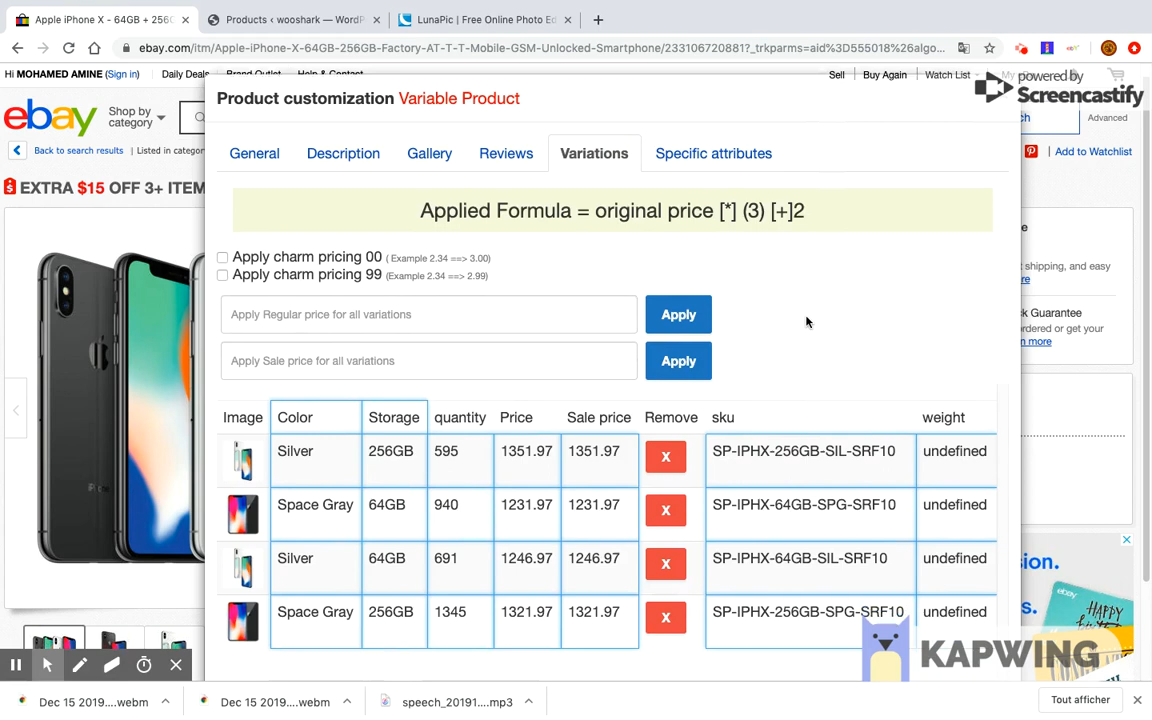 Apple iPhone X - 64GB + 256G
Products ‹ wooshark — WordP
LunaPic | Free Online Photo Ed
ebay.com/itm/Apple-iPhone-X-64GB-256GB-Factory-AT-T-T-Mobile-GSM-Unlocked-Smartphone/233106720881?_trkparms=aid%3D555018%26algo...
Hi MOHAMED AMINE (Sign in)
Daily Deals
Brand Outlet
Help & Contact
Sell
Buy Again
Watch List
powered by
Screencastify
ebay
Shop by
category
Advanced
Back to search results
Listed in categor
Add to Watchlist
EXTRA $15 OFF 3+ ITEM
Product customization Variable Product
General
Description
Gallery
Reviews
Variations
Specific attributes
Applied Formula = original price [*] (3) [+]2
Apply charm pricing 00 ( Example 2.34 ==> 3.00)
Apply charm pricing 99 (Example 2.34 ==> 2.99)
Apply Regular price for all variations
Apply
Apply Sale price for all variations
Apply
Image Color Storage quantity Price Sale price Remove sku weight
Silver 256GB 595 1351.97 1351.97 X SP-IPHX-256GB-SIL-SRF10 undefined
Space Gray 64GB 940 1231.97 1231.97 X SP-IPHX-64GB-SPG-SRF10 undefined
Silver 64GB 691 1246.97 1246.97 X SP-IPHX-64GB-SIL-SRF10 undefined
Space Gray 256GB 1345 1321.97 1321.97 X SP-IPHX-256GB-SPG-SRF10 undefined
shipping, and easy
re
k Guarantee
ordered or get your
n more
ion.
s.
ebay
HAPPY
KAPWING
Dec 15 2019....webm
Dec 15 2019....webm
speech_20191....mp3
Tout afficher